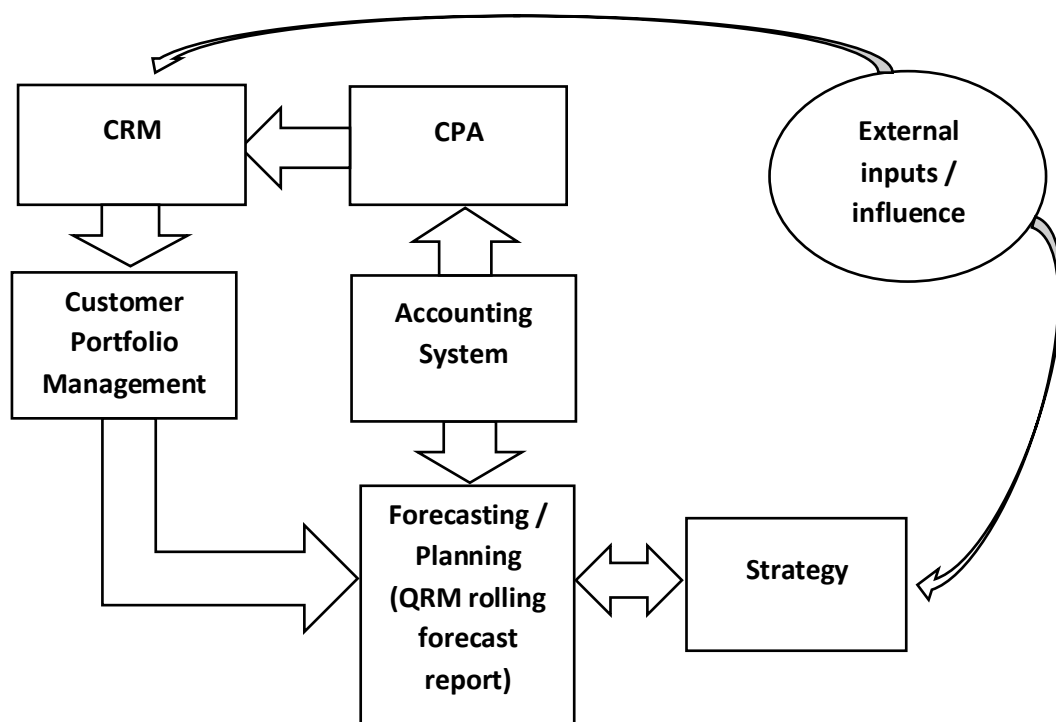 CRM
CPA
External
inputs /
influence
Customer
Portfolio
Management
Accounting
System
Forecasting /
Planning
(QRM rolling
forecast
report)
Strategy